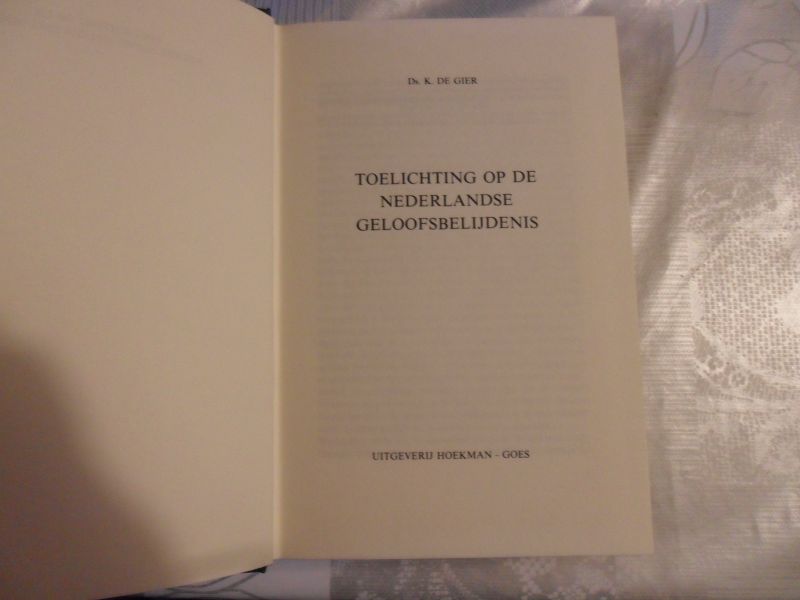 Ds. K. DE GIER
TOELICHTING OP DE
NEDERLANDSE
GELOOFSBELIJDENIS
UITGEVERIJ HOEKMAN - GOES